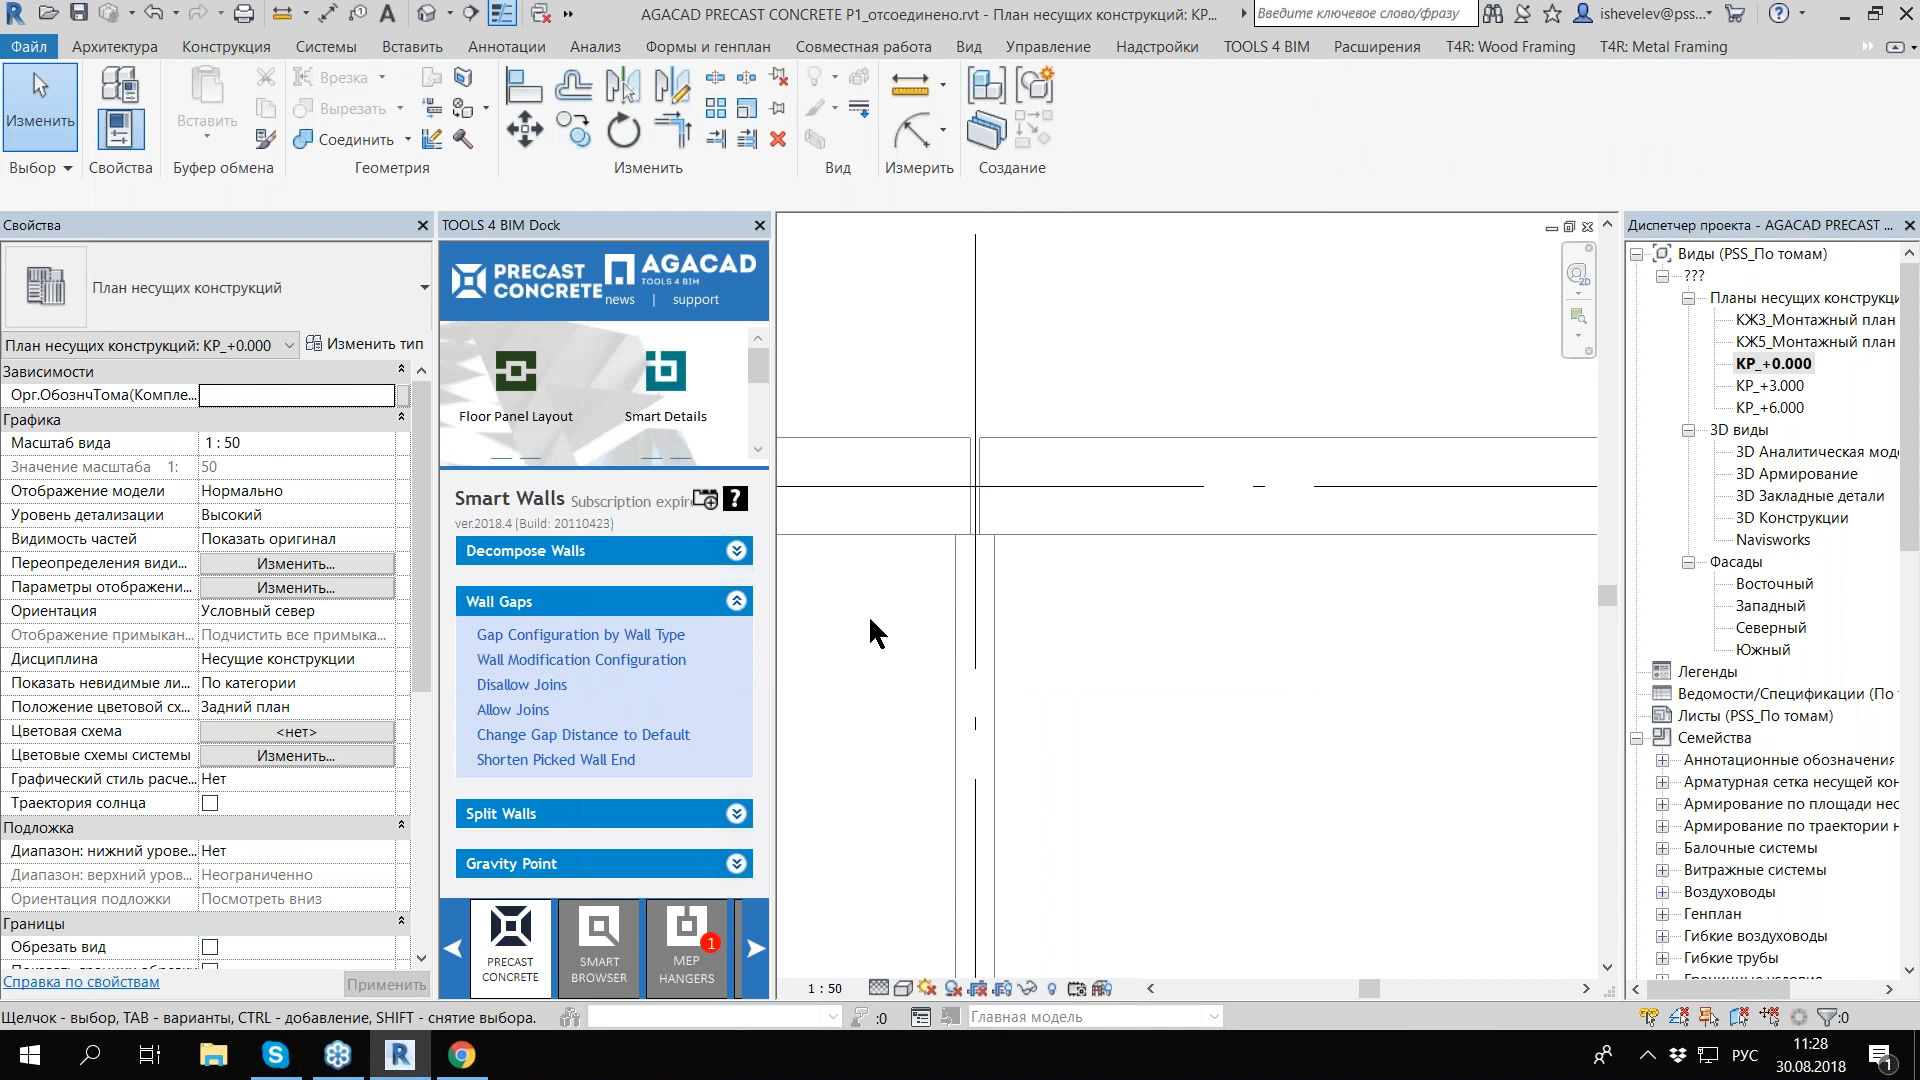 AGACAD PRECAST CONCRETE P1_отсоединено.rvt - План несущих конструкций: КР...
Введите ключевое слово/фразу
ishevelev@pss...
Файл
Архитектура
Конструкция
Системы
Вставить
Аннотации
Анализ
Формы и генплан
Совместная работа
Вид
Управление
Надстройки
TOOLS 4 BIM
Расширения
T4R: Wood Framing
T4R: Metal Framing
Изменить
Вставить
Врезка
Вырезать
Соединить
Выбор
Свойства
Буфер обмена
Геометрия
Изменить
Вид
Измерить
Создание
Свойства
План несущих конструкций
План несущих конструкций: КР_+0.000
Изменить тип
Зависимости
Орг.ОбознчТома(Компле...
Графика
Масштаб вида 1 : 50
Значение масштаба 1: 50
Отображение модели Нормально
Уровень детализации Высокий
Видимость частей Показать оригинал
Переопределения види... Изменить...
Параметры отображени... Изменить...
Ориентация Условный север
Отображение примыкан... Подчистить все примыка...
Дисциплина Несущие конструкции
Показать невидимые ли... По категории
Положение цветовой сх... Задний план
Цветовая схема <нет>
Цветовые схемы системы Изменить...
Графический стиль расче... Нет
Траектория солнца
Подложка
Диапазон: нижний урове... Нет
Диапазон: верхний уров... Неограниченно
Ориентация подложки Посмотреть вниз
Границы
Обрезать вид
Справка по свойствам
Применить
TOOLS 4 BIM Dock
PRECAST CONCRETE
AGACAD
TOOLS 4 BIM
news | support
Floor Panel Layout
Smart Details
Smart Walls Subscription expir
ver.2018.4 (Build: 20110423)
Decompose Walls
Wall Gaps
Gap Configuration by Wall Type
Wall Modification Configuration
Disallow Joins
Allow Joins
Change Gap Distance to Default
Shorten Picked Wall End
Split Walls
Gravity Point
PRECAST CONCRETE
SMART BROWSER
MEP HANGERS
1
2D
1 : 50
Диспетчер проекта - AGACAD PRECAST ...
Виды (PSS_По томам)
???
Планы несущих конструкци
КЖ3_Монтажный план
КЖ5_Монтажный план
КР_+0.000
КР_+3.000
КР_+6.000
3D виды
3D Аналитическая мод
3D Армирование
3D Закладные детали
3D Конструкции
Navisworks
Фасады
Восточный
Западный
Северный
Южный
Легенды
Ведомости/Спецификации (По
Листы (PSS_По томам)
Семейства
Аннотационные обозначения
Арматурная сетка несущей кон
Армирование по площади нес
Армирование по траектории н
Балочные системы
Витражные системы
Воздуховоды
Генплан
Гибкие воздуховоды
Гибкие трубы
Щелчок - выбор, TAB - варианты, CTRL - добавление, SHIFT - снятие выбора.
:0
Главная модель
:0
РУС
11:28
30.08.2018
1